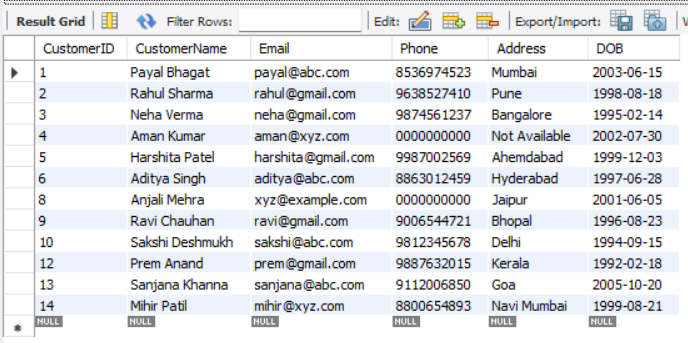 Result Grid Filter Rows: Edit: Export/Import:
CustomerID CustomerName Email Phone Address DOB
1 Payal Bhagat payal@abc.com 8536974523 Mumbai 2003-06-15
2 Rahul Sharma rahul@gmail.com 9638527410 Pune 1998-08-18
3 Neha Verma neha@gmail.com 9874561237 Bangalore 1995-02-14
4 Aman Kumar aman@xyz.com 0000000000 Not Available 2002-07-30
5 Harshita Patel harshita@gmail.com 9987002569 Ahemdabad 1999-12-03
6 Aditya Singh aditya@abc.com 8863012459 Hyderabad 1997-06-28
8 Anjali Mehra xyz@example.com 0000000000 Jaipur 2001-06-05
9 Ravi Chauhan ravi@gmail.com 9006544721 Bhopal 1996-08-23
10 Sakshi Deshmukh sakshi@abc.com 9812345678 Delhi 1994-09-15
12 Prem Anand prem@gmail.com 9887632015 Kerala 1992-02-18
13 Sanjana Khanna sanjana@abc.com 9112006850 Goa 2005-10-20
14 Mihir Patil mihir@xyz.com 8800654893 Navi Mumbai 1999-08-21
NULL NULL NULL NULL NULL NULL